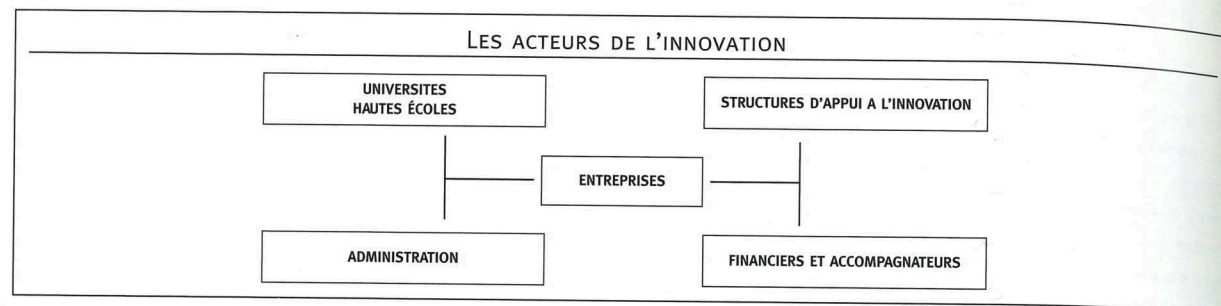 LES ACTEURS DE L'INNOVATION
UNIVERSITES
HAUTES ÉCOLES
STRUCTURES D'APPUI A L'INNOVATION
ENTREPRISES
ADMINISTRATION
FINANCIERS ET ACCOMPAGNATEURS